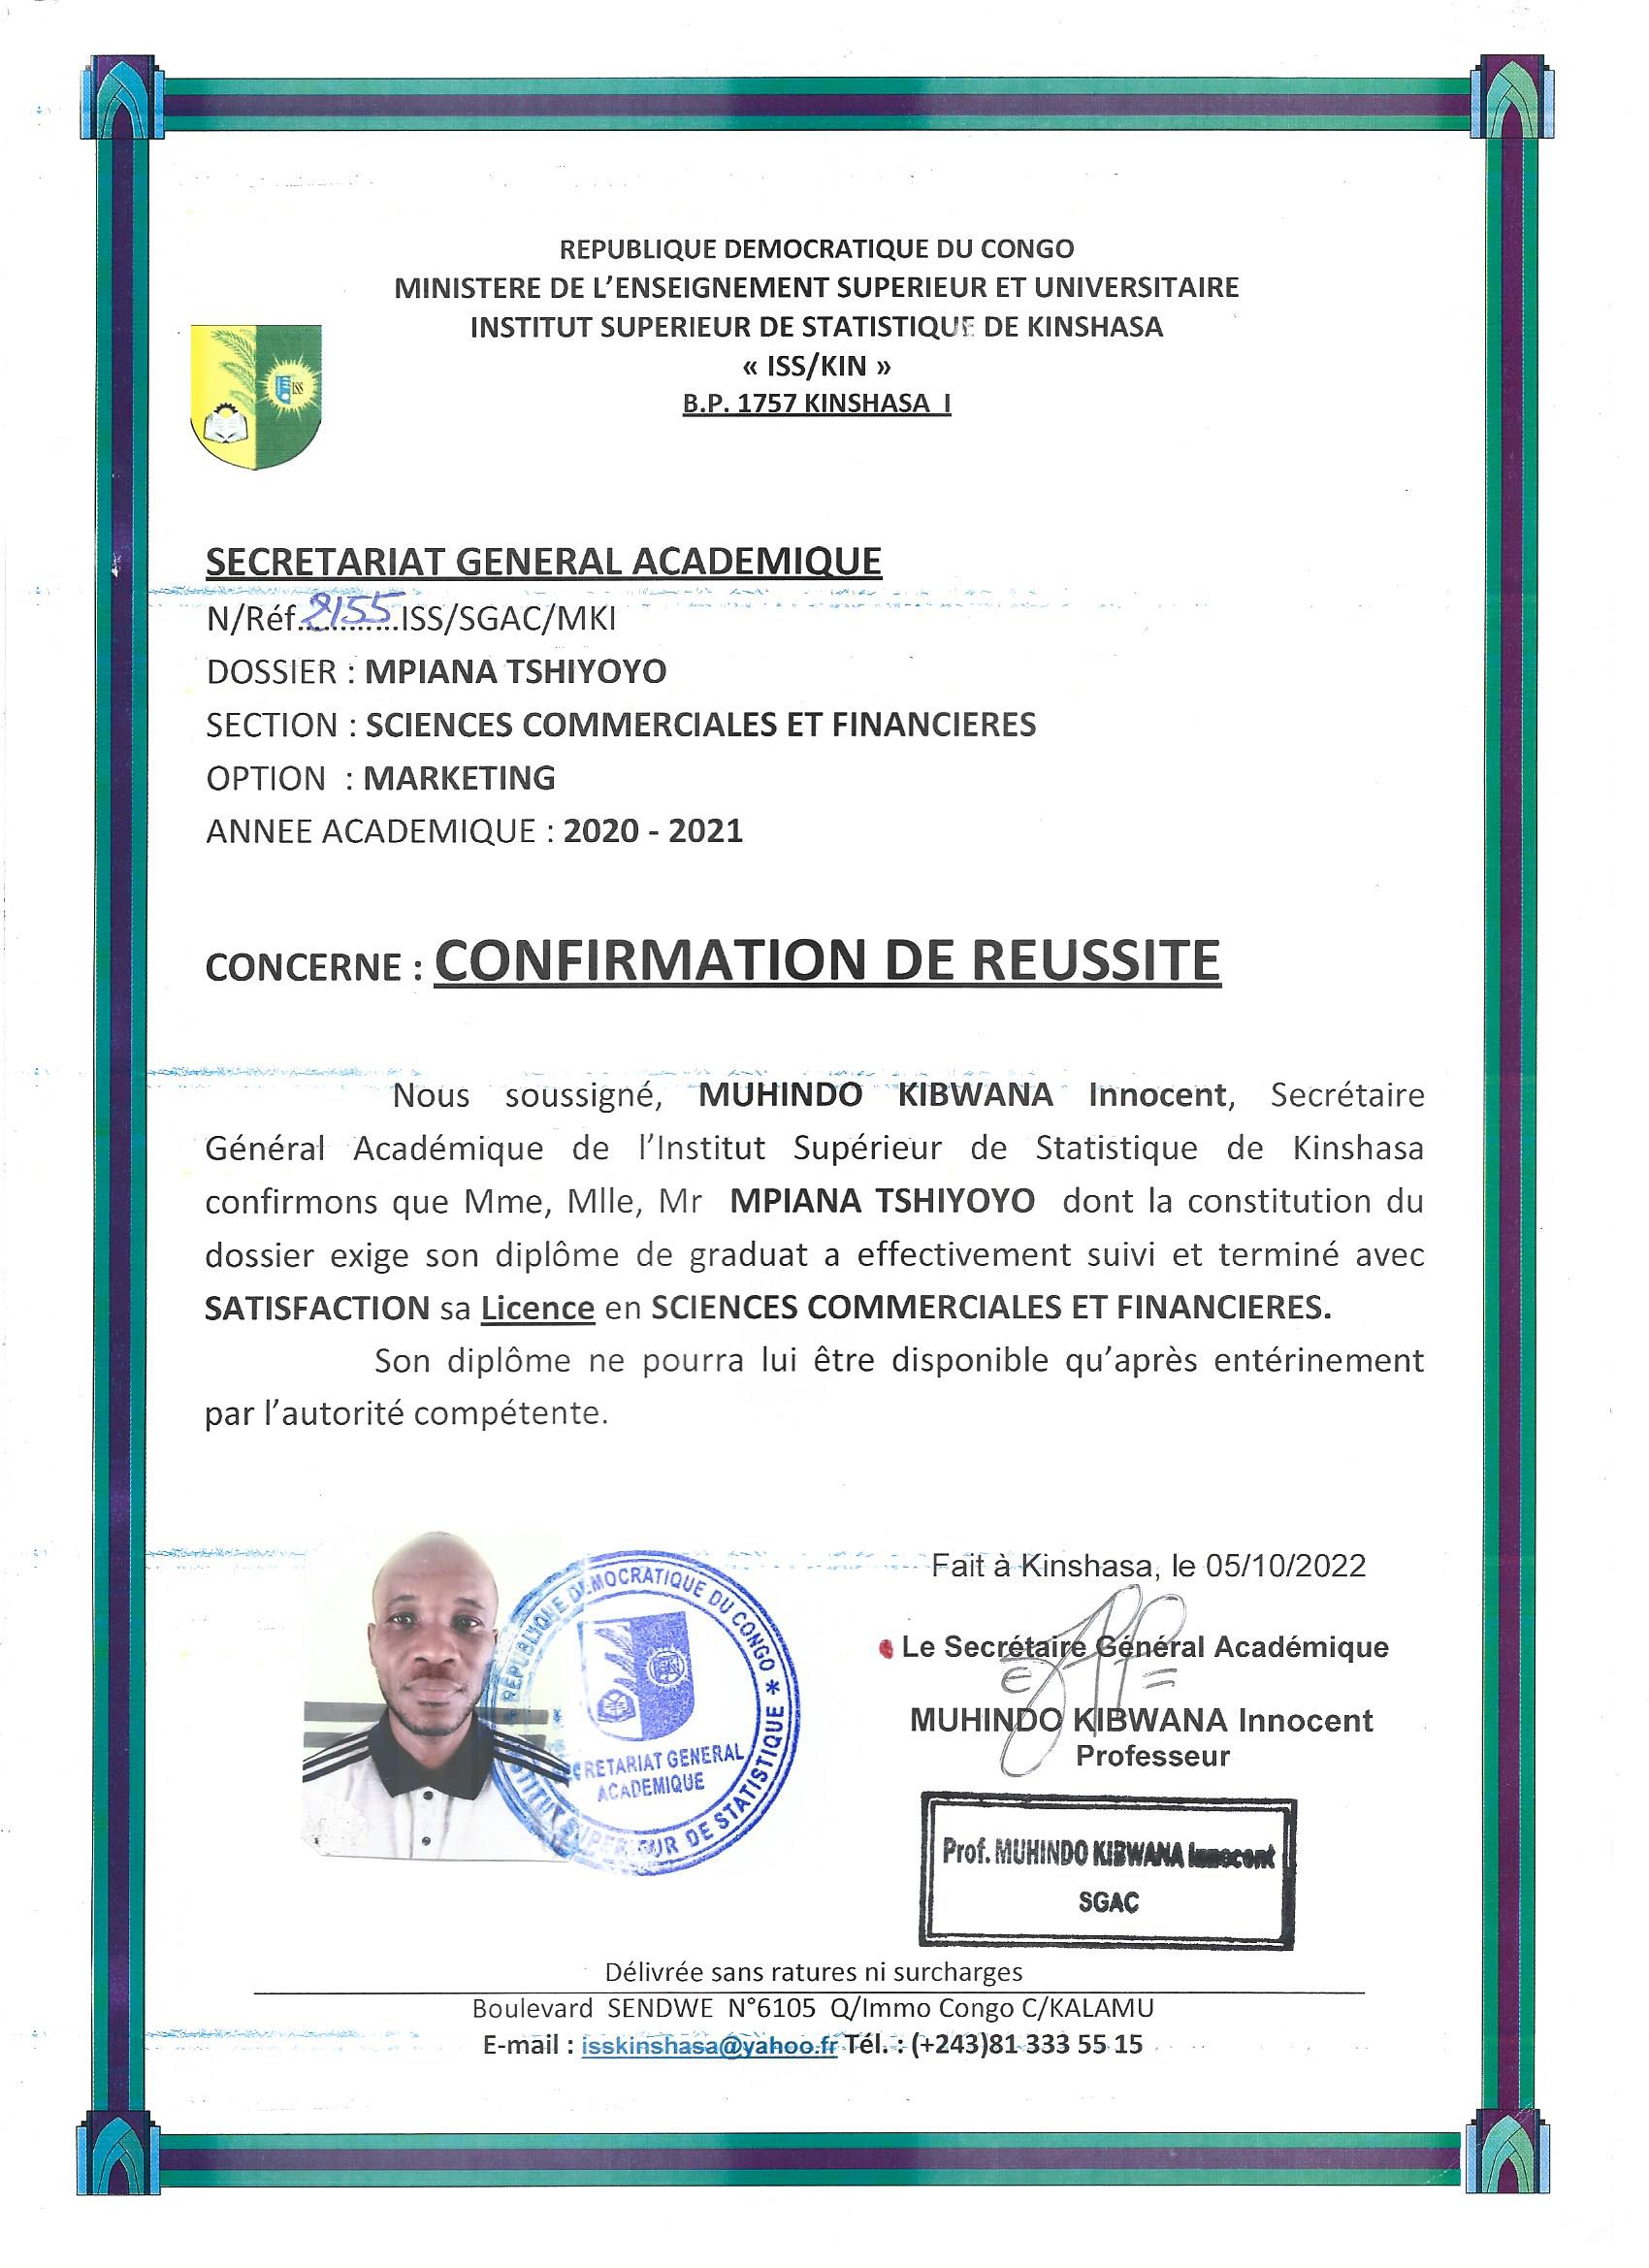 REPUBLIQUE DEMOCRATIQUE DU CONGO
MINISTERE DE L'ENSEIGNEMENT SUPERIEUR ET UNIVERSITAIRE
INSTITUT SUPERIEUR DE STATISTIQUE DE KINSHASA
« ISS/KIN »
B.P. 1757 KINSHASA I
ISS
SECRETARIAT GENERAL ACADEMIQUE
N/Réf.2155.ISS/SGAC/MKI
DOSSIER : MPIANA TSHIYOYO
SECTION : SCIENCES COMMERCIALES ET FINANCIERES
OPTION : MARKETING
ANNEE ACADEMIQUE : 2020 - 2021
CONCERNE : CONFIRMATION DE REUSSITE
Nous soussigné, MUHINDO KIBWANA Innocent, Secrétaire
Général Académique de l'Institut Supérieur de Statistique de Kinshasa
confirmons que Mme, Mlle, Mr MPIANA TSHIYOYO dont la constitution du
dossier exige son diplôme de graduat a effectivement suivi et terminé avec
SATISFACTION sa Licence en SCIENCES COMMERCIALES ET FINANCIERES.
Son diplôme ne pourra lui être disponible qu'après entérinement
par l'autorité compétente.
Fait à Kinshasa, le 05/10/2022
Le Secrétaire Général Académique
MUHINDO KIBWANA Innocent
Professeur
REPUBLIQUE DEMOCRATIQUE DU CONGO *
SECRETARIAT GENERAL
ACADEMIQUE
INSTITUT SUPERIEUR DE STATISTIQUE
Prof. MUHINDO KIBWANA Innocent
SGAC
Délivrée sans ratures ni surcharges
Boulevard SENDWE N°6105 Q/Immo Congo C/KALAMU
E-mail : isskinshasa@yahoo.fr Tél. : (+243)81 333 55 15